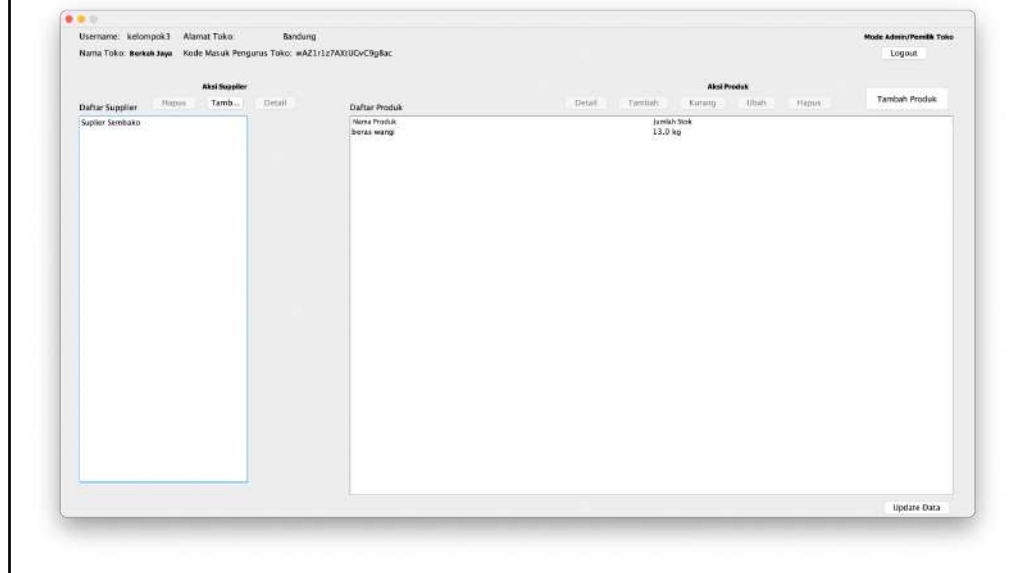 Username: kelompok3 Alamat Toko: Bandung Mode Admin/Pemilik Toko
Nama Toko: Berkah Jaya Kode Masuk Pengurus Toko: Logout
Aksi Supplier Aksi Produk
Daftar Supplier Hapus Tamb... Detail Daftar Produk Detail Tambah Kurang Ubah Hapus Tambah Produk
Suplier Sembako Nama Produk Jumlah Stok
beras wangi 13.0 kg
Update Data